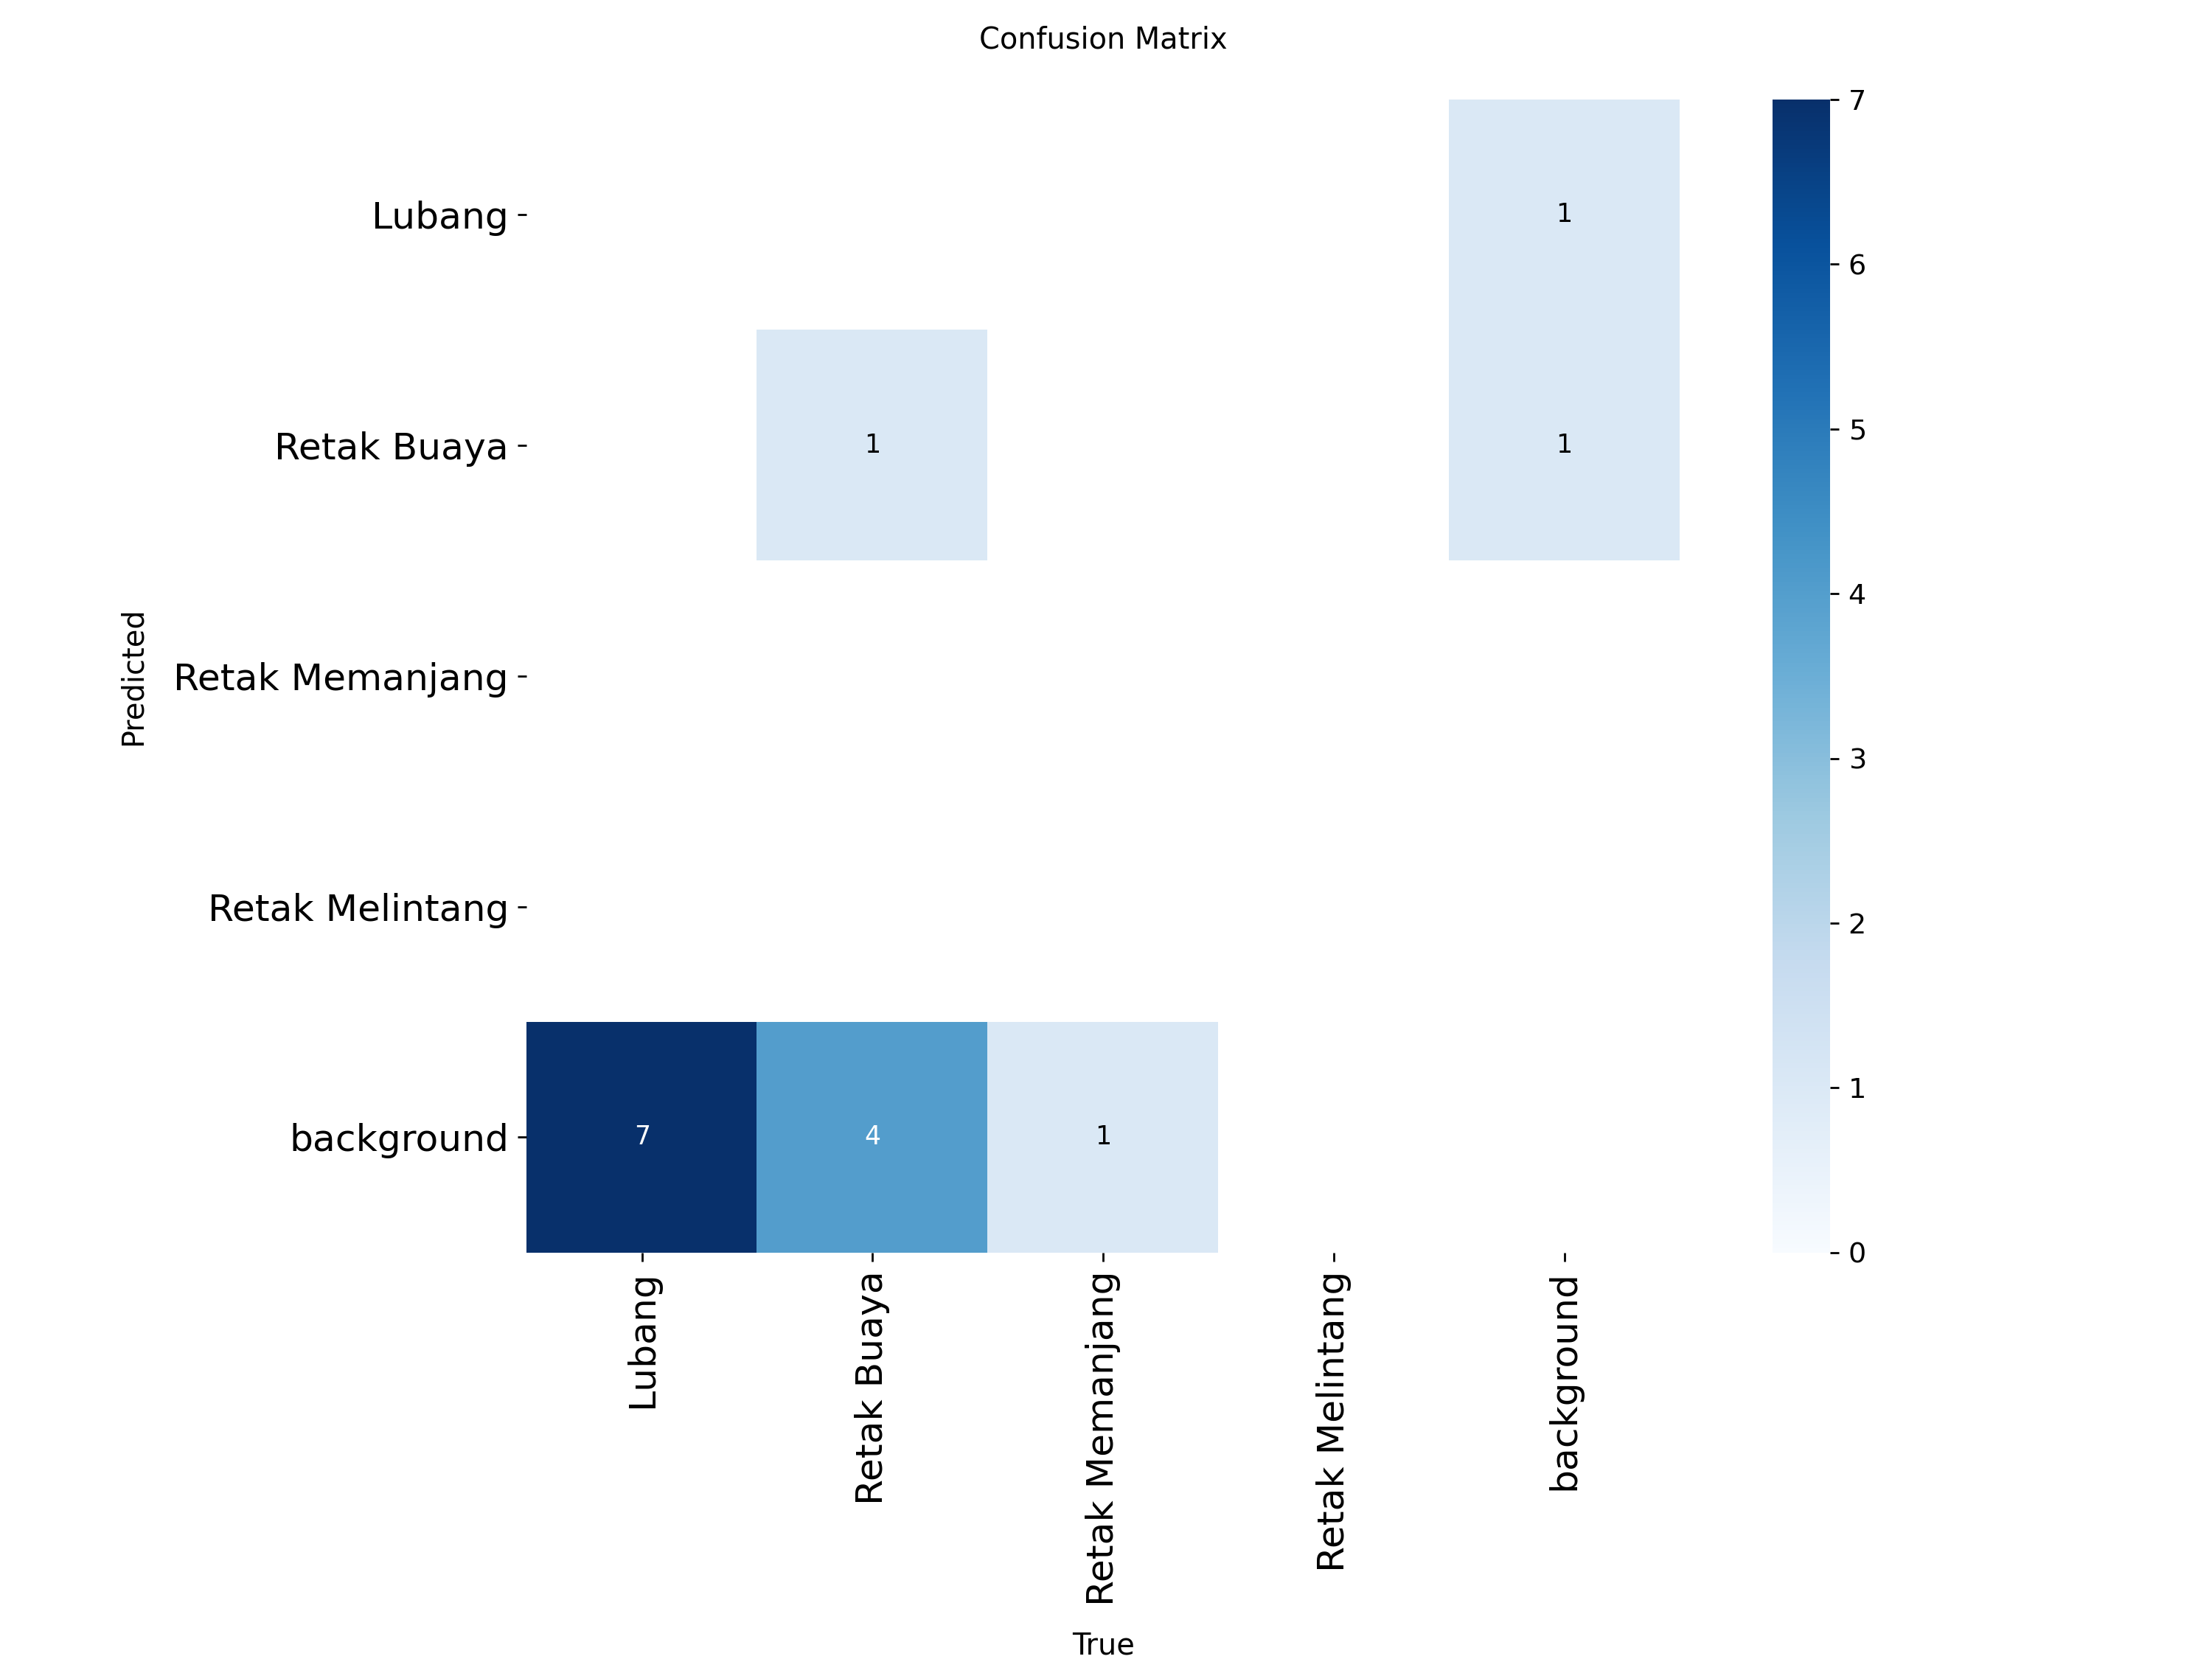 Confusion Matrix
Lubang
1
Retak Buaya
1
1
Retak Memanjang
Retak Melintang
background
7
4
1
Predicted
Lubang
Retak Buaya
Retak Memanjang
Retak Melintang
background
True
7
6
5
4
3
2
1
0